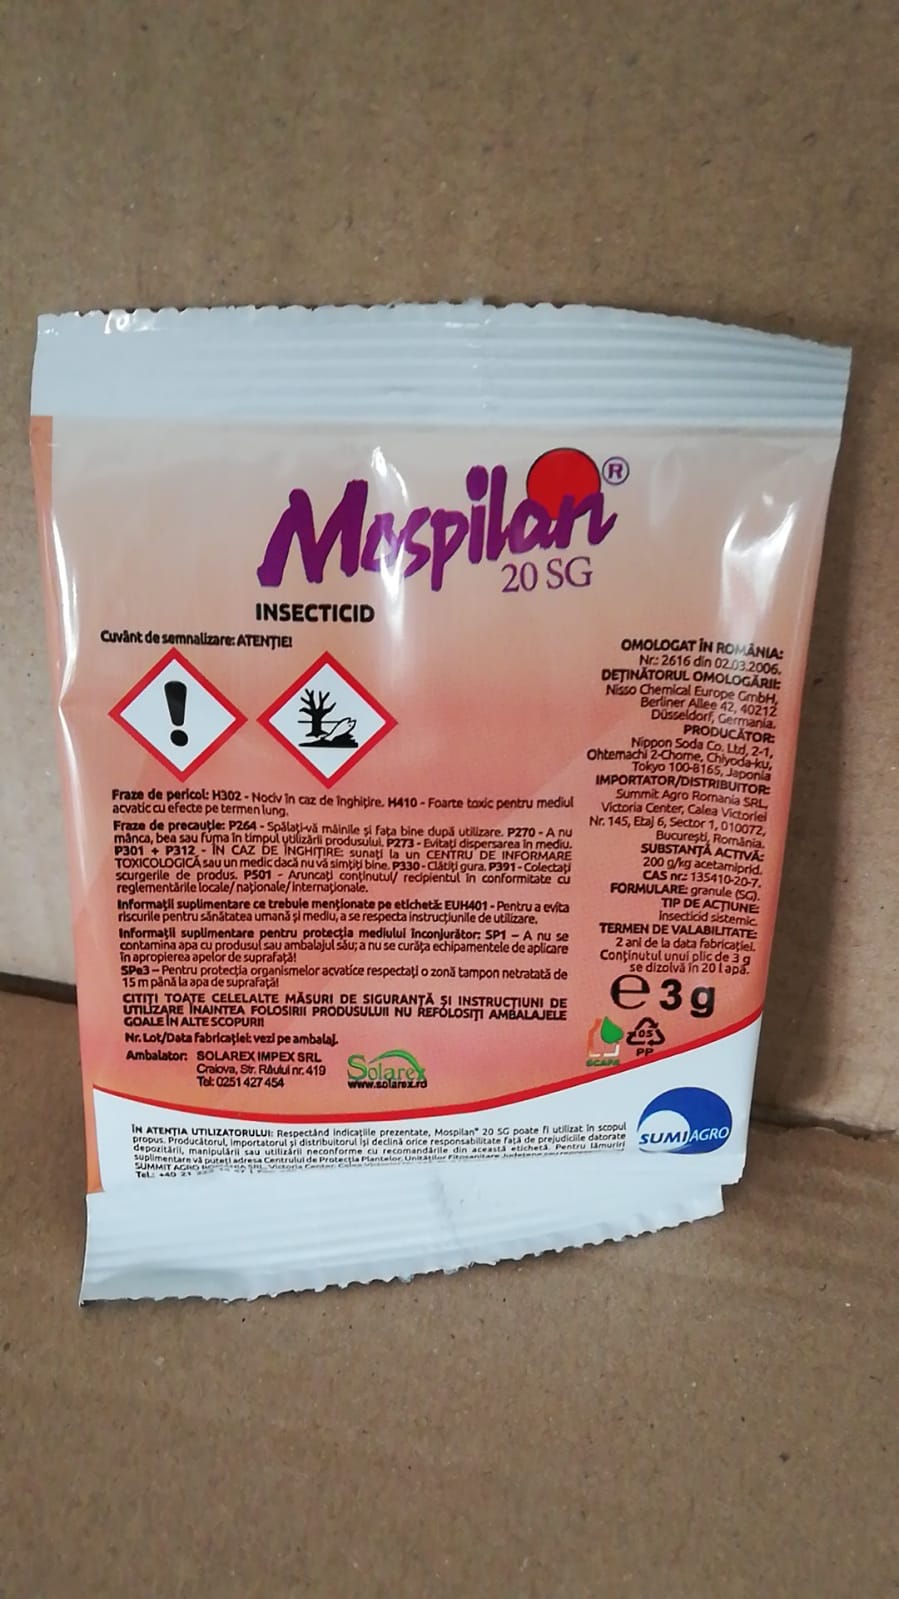 Mospilan®
20 SG
INSECTICID
Cuvânt de semnalizare: ATENȚIE!
Fraze de pericol: H302 - Nociv în caz de înghițire. H410 - Foarte toxic pentru mediul
acvatic cu efecte pe termen lung.
Fraze de precauție: P264 - Spălați-vă mâinile și fața bine după utilizare. P270 - A nu
mânca, bea sau fuma în timpul utilizării produsului. P273 - Evitați dispersarea în mediu.
P301 + P312 - ÎN CAZ DE ÎNGHIȚIRE: sunați la un CENTRU DE INFORMARE
TOXICOLOGICĂ sau un medic dacă nu vă simțiți bine. P330 - Clătiți gura. P391 - Colectați
scurgerile de produs. P501 - Aruncați conținutul/ recipientul în conformitate cu
reglementările locale/ naționale/ internaționale.
Informații suplimentare ce trebuie menționate pe etichetă: EUH401 - Pentru a evita
riscurile pentru sănătatea umană și mediu, a se respecta instrucțiunile de utilizare.
Informații suplimentare pentru protecția mediului înconjurător: SP1 – A nu se
contamina apa cu produsul sau ambalajul său; a nu se curăța echipamentele de aplicare
în apropierea apelor de suprafață!
SPe3 – Pentru protecția organismelor acvatice respectați o zonă tampon netratată de
15 m până la apa de suprafață!
CITIȚI TOATE CELELALTE MĂSURI DE SIGURANȚĂ ȘI INSTRUCȚIUNI DE
UTILIZARE ÎNAINTEA FOLOSIRII PRODUSULUI! NU REFOLOSIȚI AMBALAJELE
GOALE ÎN ALTE SCOPURI!
Nr. Lot/Data fabricației: vezi pe ambalaj.
Ambalator: SOLAREX IMPEX SRL
Craiova, Str. Râului nr. 419
Tel: 0251 427 454
Solarex
www.solarex.ro
OMOLOGAT ÎN ROMÂNIA:
Nr.: 2616 din 02.03.2006.
DEȚINĂTORUL OMOLOGĂRII:
Nisso Chemical Europe GmbH,
Berliner Allee 42, 40212
Düsseldorf, Germania.
PRODUCĂTOR:
Nippon Soda Co. Ltd, 2-1,
Ohtemachi 2-Chome, Chiyoda-ku,
Tokyo 100-8165, Japonia
IMPORTATOR/DISTRIBUITOR:
Summit Agro Romania SRL,
Victoria Center, Calea Victoriei
Nr. 145, Etaj 6, Sector 1, 010072,
București, România.
SUBSTANȚĂ ACTIVĂ:
200 g/kg acetamiprid.
CAS nr.: 135410-20-7.
FORMULARE: granule (SG).
TIP DE ACȚIUNE:
insecticid sistemic.
TERMEN DE VALABILITATE:
2 ani de la data fabricației.
Conținutul unui plic de 3 g
se dizolvă în 20 l apă.
e 3 g
05
PP
ÎN ATENȚIA UTILIZATORULUI: Respectând indicațiile prezentate, Mospilan® 20 SG poate fi utilizat în scopul
propus. Producătorul, importatorul și distribuitorul își declină orice responsabilitate față de prejudiciile datorate
depozitării, manipulării sau utilizării neconforme cu recomandările din această etichetă. Pentru lămuriri
suplimentare vă puteți adresa Centrului de Protecția Plantelor, Unităților Fitosanitare Județene
SUMMIT AGRO
Tel.: +40 21
SUMI AGRO